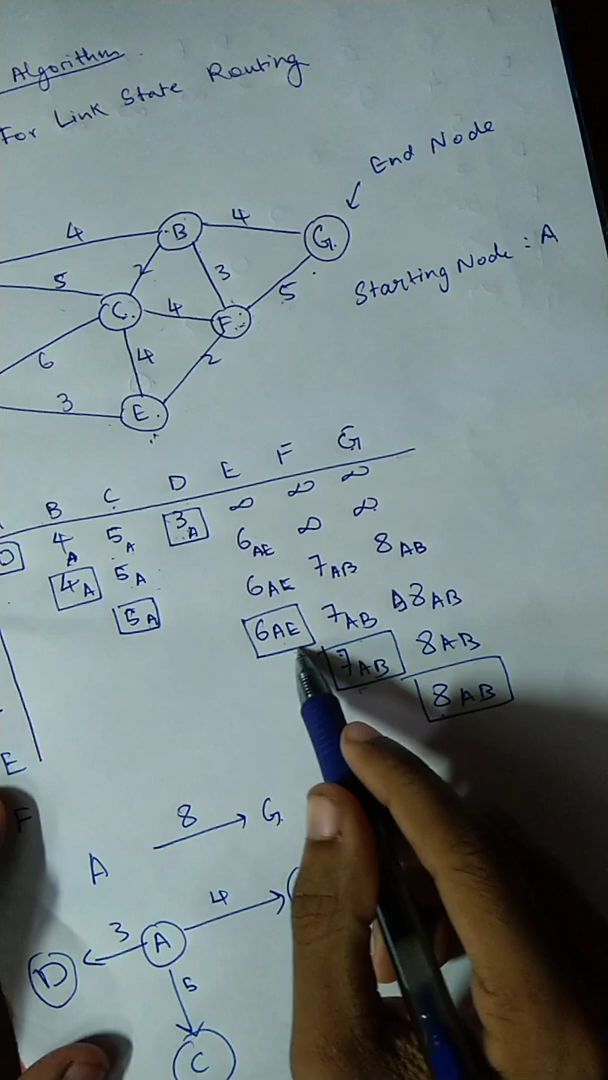 Algorithm
For Link State Routing
End Node
Starting Node : A
4 B 4 G
5 2 3
C 4 F 5
6 4 2
3 E
B C D E F G
0 4A 5A 3A ∞ ∞ ∞
4A 5A 6AE ∞ ∞
5A 6AE 7AB 8AB
6AE 7AB 8AB
7AB 8AB
8AB
E
F
A 8 G
D 3 A 4
5
C